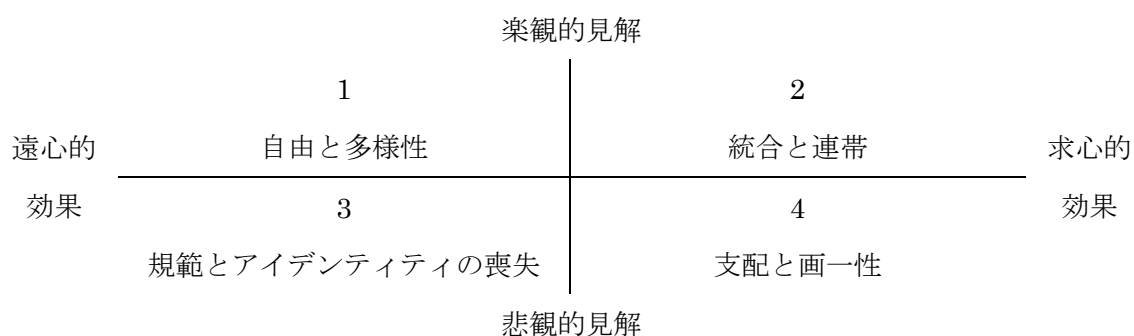 楽観的見解
1 2
遠心的 自由と多様性 統合と連帯 求心的
効果 3 4 効果
規範とアイデンティティの喪失 支配と画一性
悲観的見解